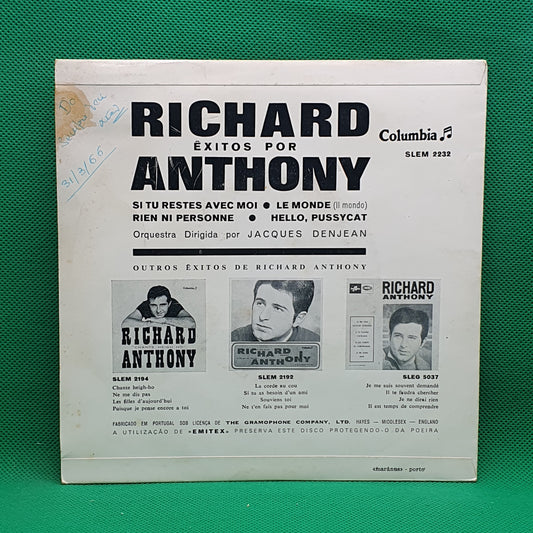 RICHARD
ÊXITOS POR
ANTHONY
Columbia
SLEM 2232
SI TU RESTES AVEC MOI ● LE MONDE (Il mondo)
RIEN NI PERSONNE ● HELLO, PUSSYCAT
Orquestra Dirigida por JACQUES DENJEAN
31/3/66
OUTROS ÊXITOS DE RICHARD ANTHONY
Columbia
RICHARD
ANTHONY
RICHARD
ANTHONY
RICHARD
ANTHONY
SLEM 2194
Chante heigh-ho
Ne me dis pas
Les filles d'aujourd'bui
Puisque je pense encore a toi
SLEM 2192
La corde au cou
Si tu as besoin d'un ami
Souviens toi
Ne t'en fais pas pour moi
SLEG 5037
Je me suis souvent demandé
Il te faudra chercher
Je ne dirai rien
Il est temps de comprendre
FABRICADO EM PORTUGAL SOB LICENÇA DE THE GRAMOPHONE COMPANY, LTD. HAYES — MIDDLESEX — ENGLAND
A UTILIZAÇÃO DE «EMITEX» PRESERVA ESTE DISCO PROTEGENDO-O DA POEIRA
«marânus» - porto